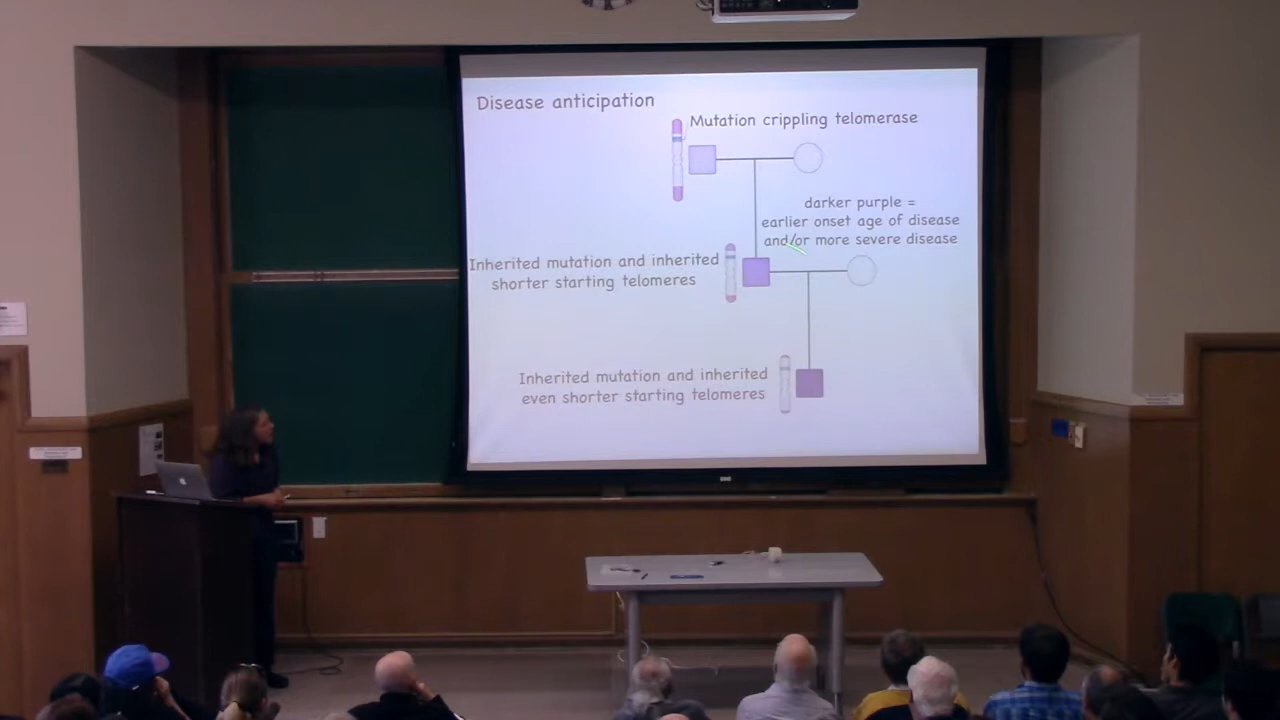 Disease anticipation
Mutation crippling telomerase
darker purple =
earlier onset age of disease
and/or more severe disease
Inherited mutation and inherited
shorter starting telomeres
Inherited mutation and inherited
even shorter starting telomeres